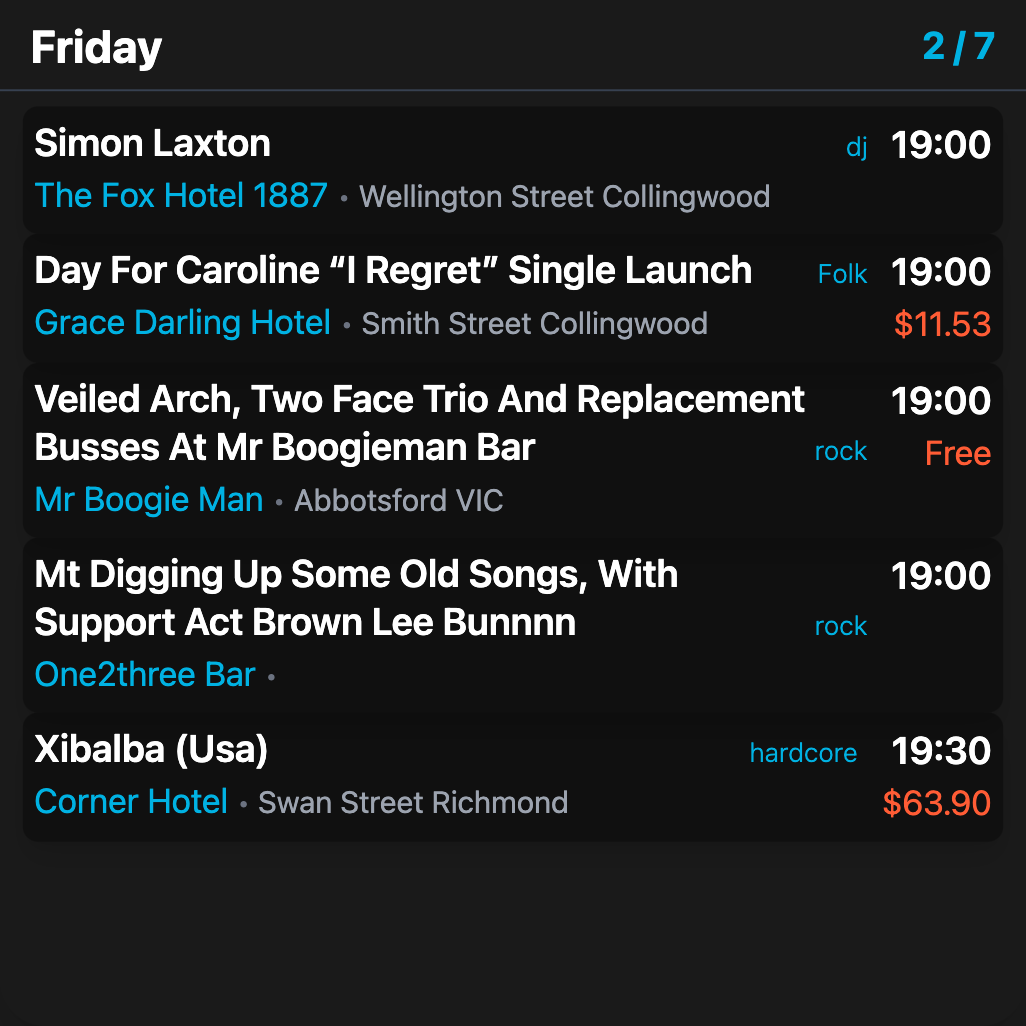 Friday 2 / 7
Simon Laxton dj 19:00
The Fox Hotel 1887 • Wellington Street Collingwood
Day For Caroline “I Regret” Single Launch Folk 19:00
Grace Darling Hotel • Smith Street Collingwood $11.53
Veiled Arch, Two Face Trio And Replacement 19:00
Busses At Mr Boogieman Bar rock Free
Mr Boogie Man • Abbotsford VIC
Mt Digging Up Some Old Songs, With 19:00
Support Act Brown Lee Bunnnn rock
One2three Bar •
Xibalba (Usa) hardcore 19:30
Corner Hotel • Swan Street Richmond $63.90